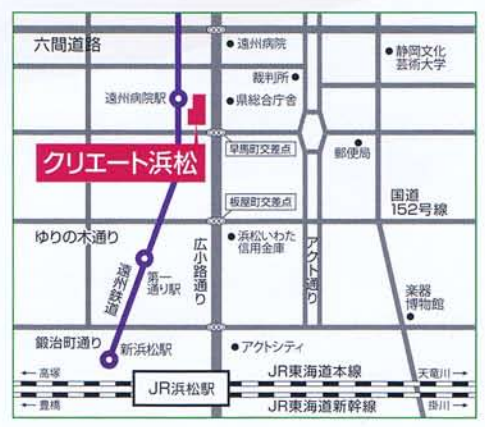 六間道路
遠州病院
静岡文化
芸術大学
裁判所
遠州病院駅
県総合庁舎
早馬町交差点
郵便局
クリエート浜松
板屋町交差点
国道
152号線
ゆりの木通り
浜松いわた
信用金庫
広小路通り
アクト通り
遠州鉄道
第一
通り駅
楽器
博物館
鍛冶町通り
新浜松駅
アクトシティ
←高塚
JR東海道本線
天竜川→
JR浜松駅
←豊橋
JR東海道新幹線
掛川→